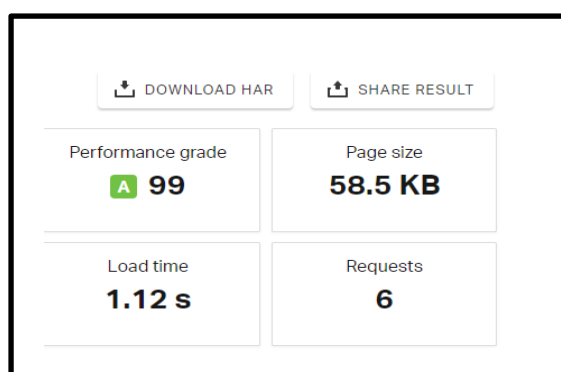 DOWNLOAD HAR
SHARE RESULT
Performance grade
A 99
Page size
58.5 KB
Load time
1.12 s
Requests
6